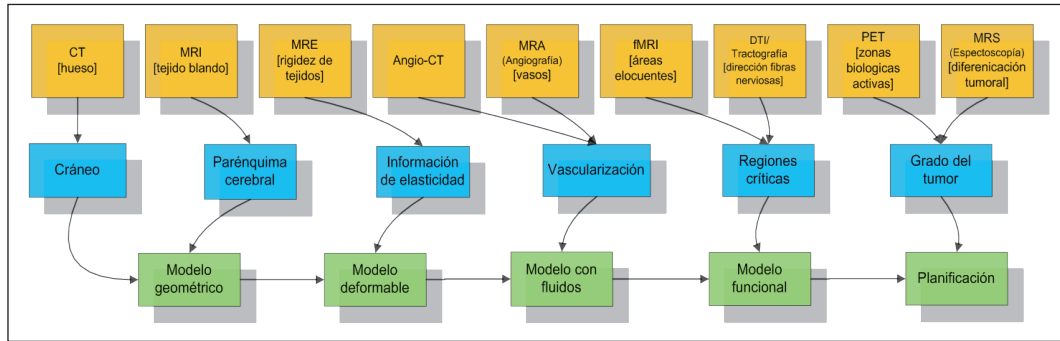 CT
[hueso]
MRI
[tejido blando]
MRE
[rigidez de
tejidos]
Angio-CT
MRA
(Angiografía)
[vasos]
fMRI
[áreas
elocuentes]
DTI/
Tractografía
[dirección fibras
nerviosas]
PET
[zonas
biologicas
activas]
MRS
(Espectoscopía)
[diferenicación
tumoral]
Cráneo
Parénquima
cerebral
Información
de elasticidad
Vascularización
Regiones
críticas
Grado del
tumor
Modelo
geométrico
Modelo
deformable
Modelo con
fluidos
Modelo
funcional
Planificación